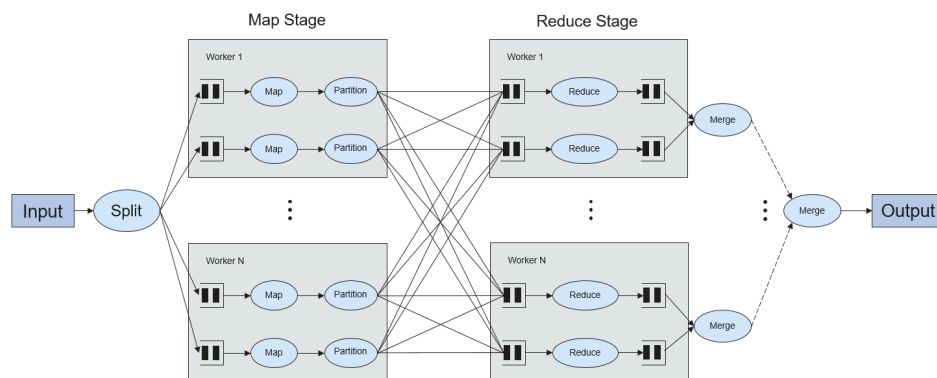 Map Stage
Reduce Stage
Worker 1
Map
Partition
Map
Partition
Worker 1
Reduce
Reduce
Merge
Input
Split
Merge
Output
Worker N
Map
Partition
Map
Partition
Worker N
Reduce
Reduce
Merge